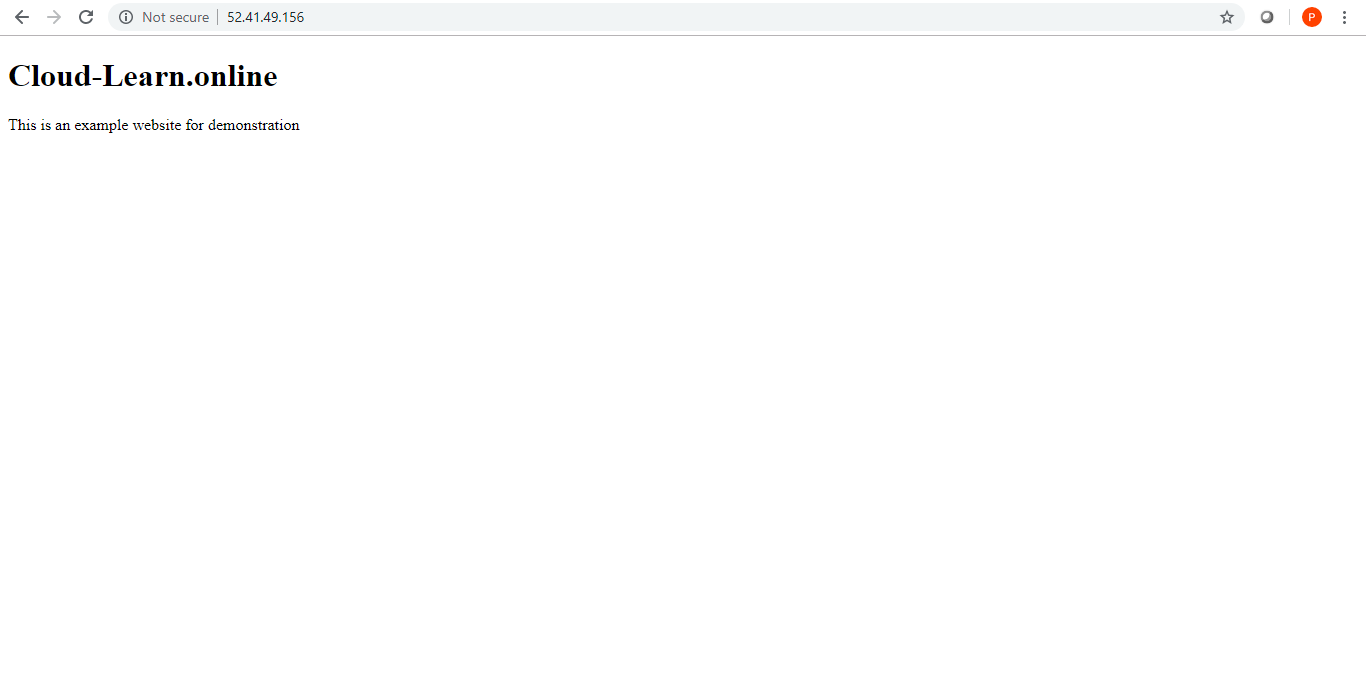 Not secure 52.41.49.156
P
Cloud-Learn.online
This is an example website for demonstration